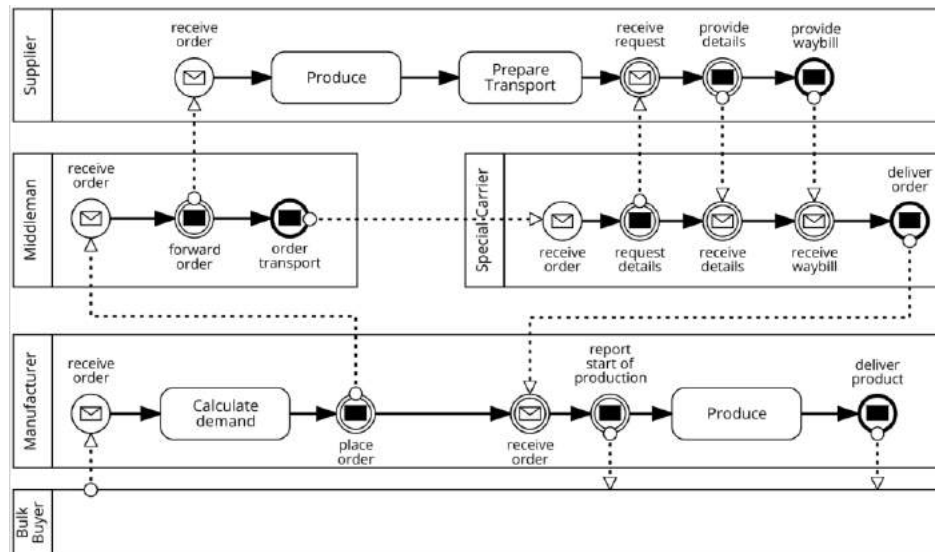 Supplier
receive
order
Produce
Prepare
Transport
receive
request
provide
details
provide
waybill
Middleman
receive
order
forward
order
order
transport
Special Carrier
receive
order
request
details
receive
details
receive
waybill
deliver
order
Manufacturer
receive
order
Calculate
demand
place
order
receive
order
report
start of
production
Produce
deliver
product
Bulk
Buyer